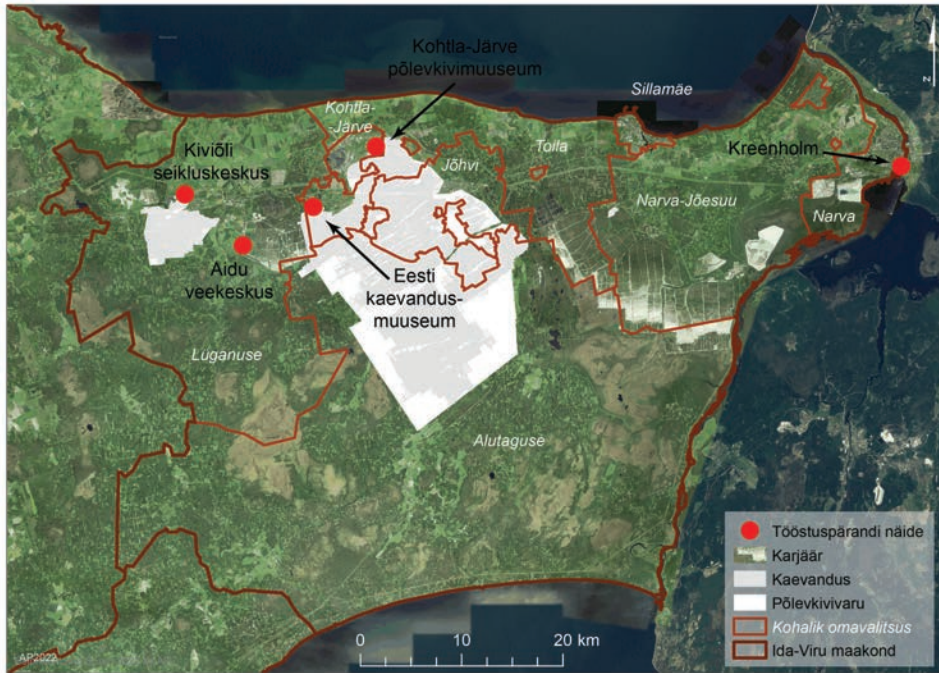 Kohtla-Järve
põlevkivimuuseum
Sillamäe
z
Kohtla-
-Järve
Kiviõli
seikluskeskus
Jõhvi
Toila
Kreenholm
Narva-Jõesuu
Narva
Aidu
veekeskus
Eesti
kaevandus-
muuseum
Luganuse
Alutaguse
Tööstuspärandi näide
Karjäär
Kaevandus
Põlevkivivaru
Kohalik omavalitsus
Ida-Viru maakond
0 10 20 km
AP2022